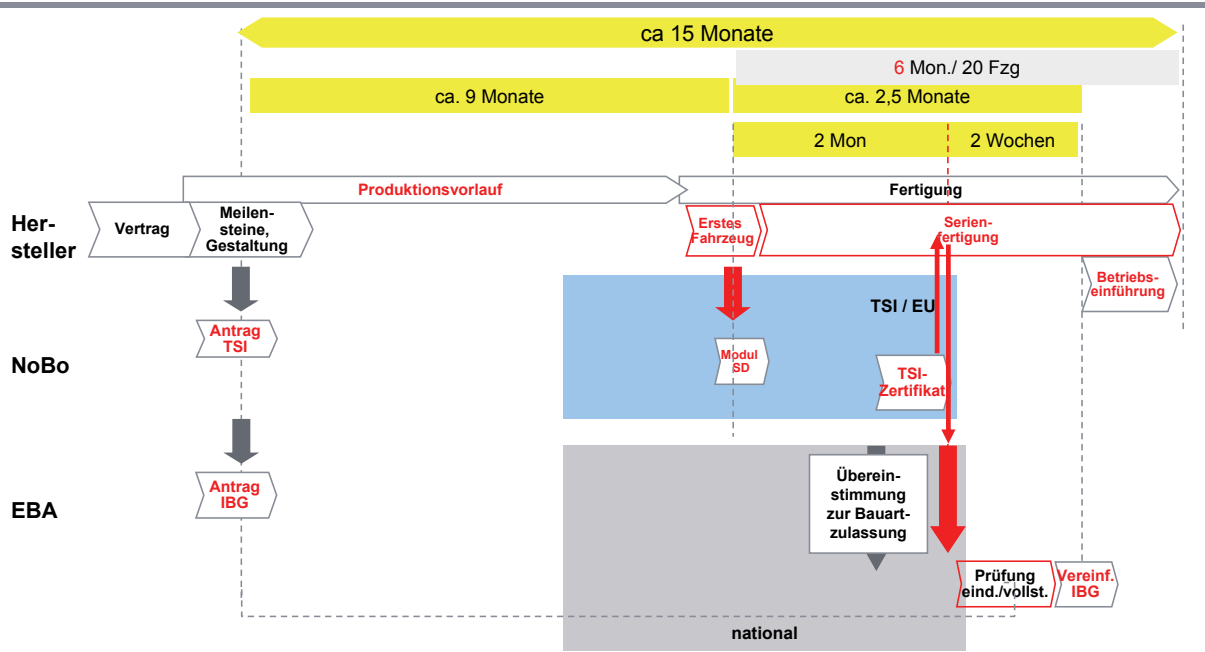 ca 15 Monate
6 Mon./ 20 Fzg
ca. 9 Monate
ca. 2,5 Monate
2 Mon
2 Wochen
Produktionsvorlauf
Fertigung
Her-
steller
Vertrag
Meilen-
steine,
Gestaltung
Erstes
Fahrzeug
Serien-
fertigung
Betriebs-
einführung
TSI / EU
NoBo
Antrag
TSI
Modul
SD
TSI-
Zertifikat
EBA
Antrag
IBG
Überein-
stimmung
zur Bauart-
zulassung
Prüfung
eind./vollst.
Vereinf.
IBG
national